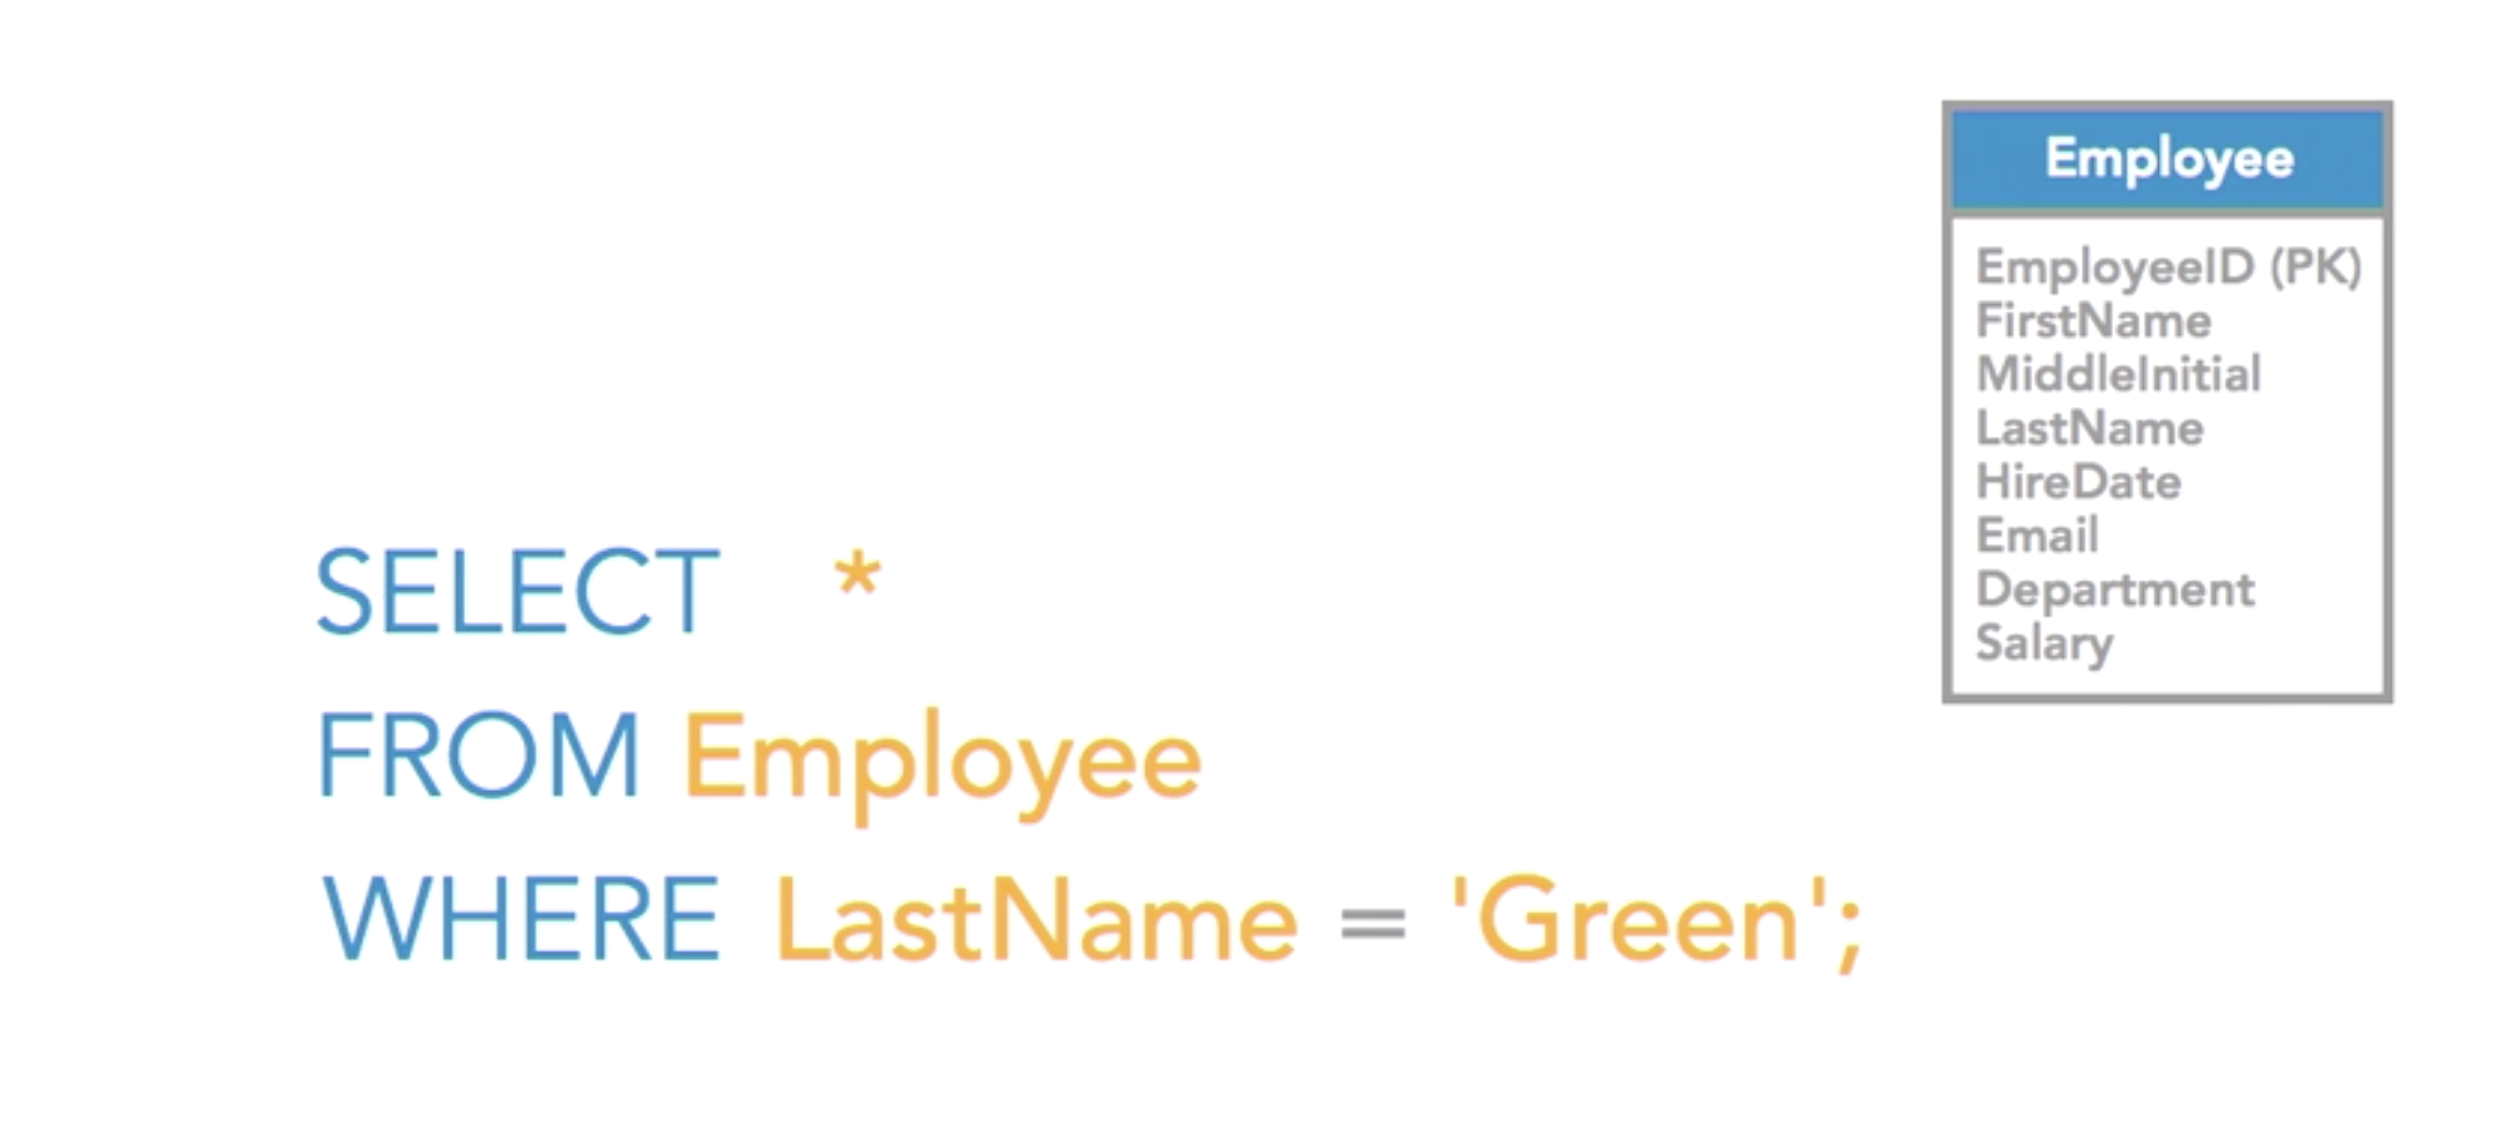 Employee
EmployeeID (PK)
FirstName
MiddleInitial
LastName
HireDate
Email
Department
Salary
SELECT *
FROM Employee
WHERE LastName = 'Green';